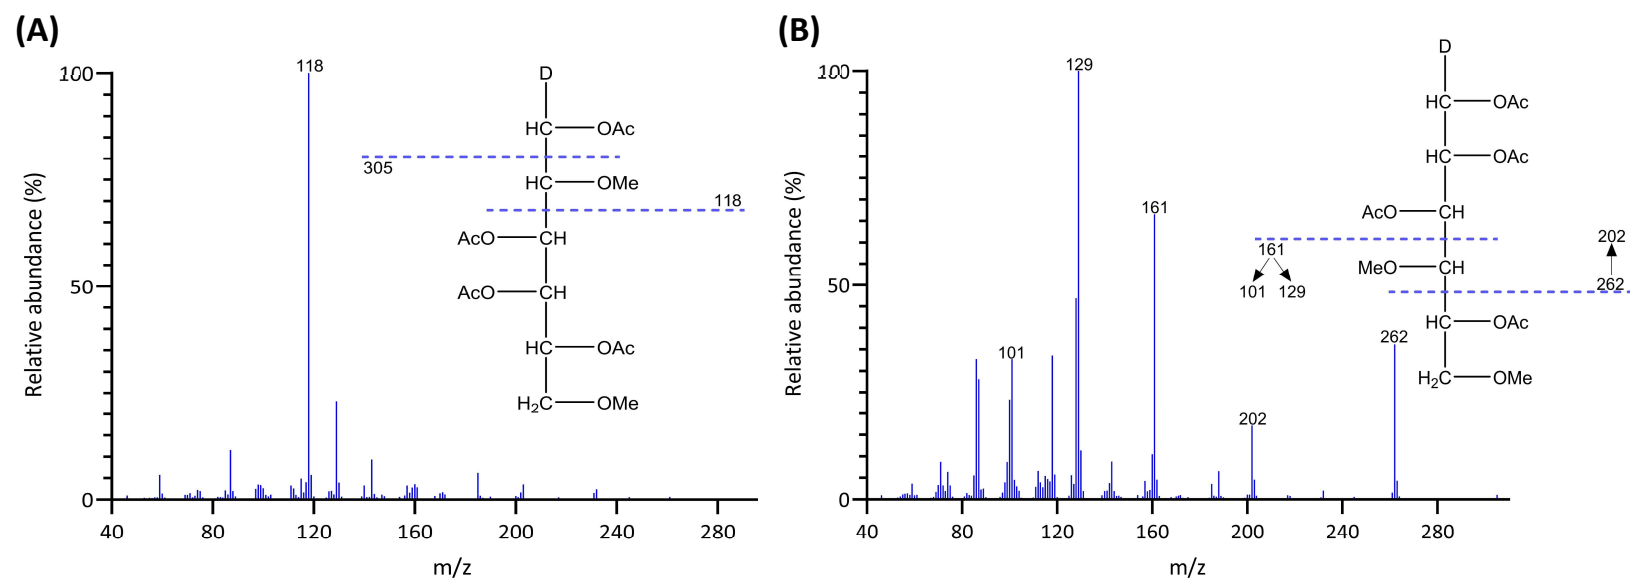 (A)
Relative abundance (%)
100
50
0
40 80 120 160 200 240 280
m/z
118
D
HC OAc
305
HC OMe
118
AcO CH
AcO CH
HC OAc
H₂C OMe
(B)
Relative abundance (%)
100
50
0
40 80 120 160 200 240 280
m/z
129
161
101
202
262
D
HC OAc
HC OAc
AcO CH
161 202
MeO CH
101 129 262
HC OAc
H₂C OMe